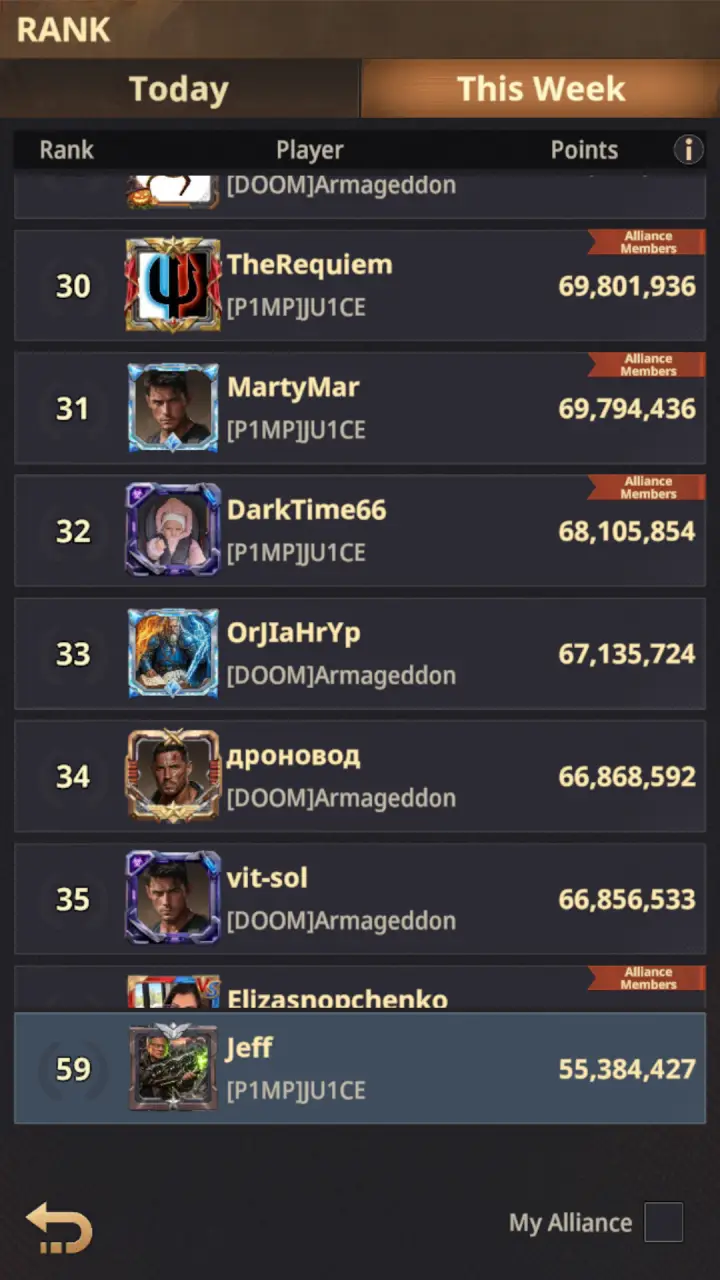 RANK
Today This Week
Rank Player Points i
[DOOM]Armageddon
Alliance
Members
30 TheRequiem 69,801,936
[P1MP]JU1CE
Alliance
Members
31 MartyMar 69,794,436
[P1MP]JU1CE
Alliance
Members
32 DarkTime66 68,105,854
[P1MP]JU1CE
33 OrJIaHrYp 67,135,724
[DOOM]Armageddon
34 дроновод 66,868,592
[DOOM]Armageddon
35 vit-sol 66,856,533
[DOOM]Armageddon
Alliance
Members
Elizasnopchenko
59 Jeff 55,384,427
[P1MP]JU1CE
My Alliance